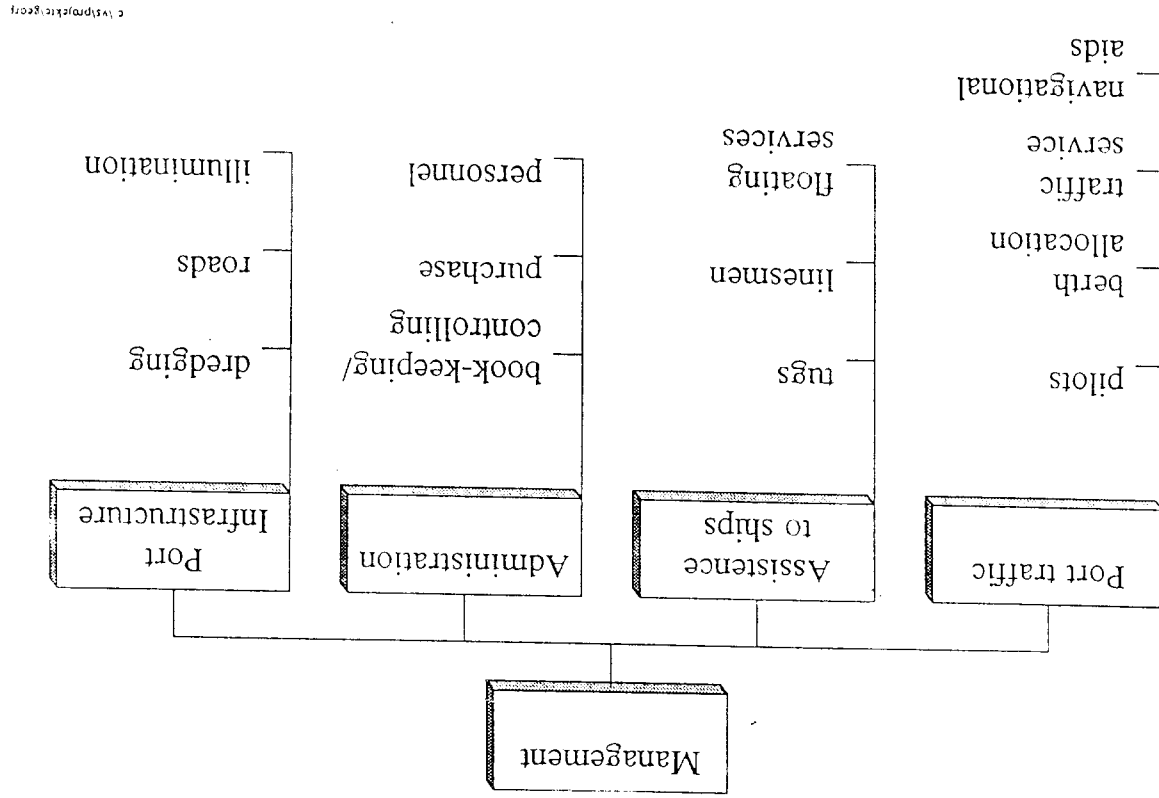 Management
Port traffic
Assistence
to ships
Administration
Port
Infrastructure
pilots
berth
allocation
traffic
service
navigational
aids
tugs
linesmen
floating
services
book-keeping/
controlling
purchase
personnel
dredging
roads
illumination